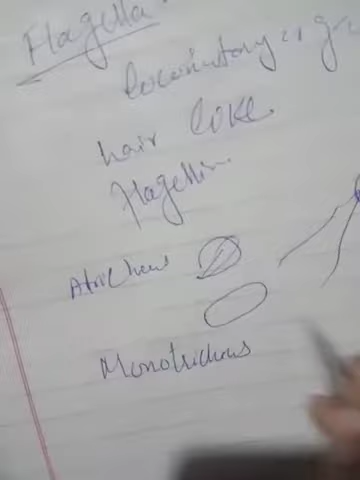 Flagella
locomotory
hair like
flagellin
Atrichous
Monotrichous